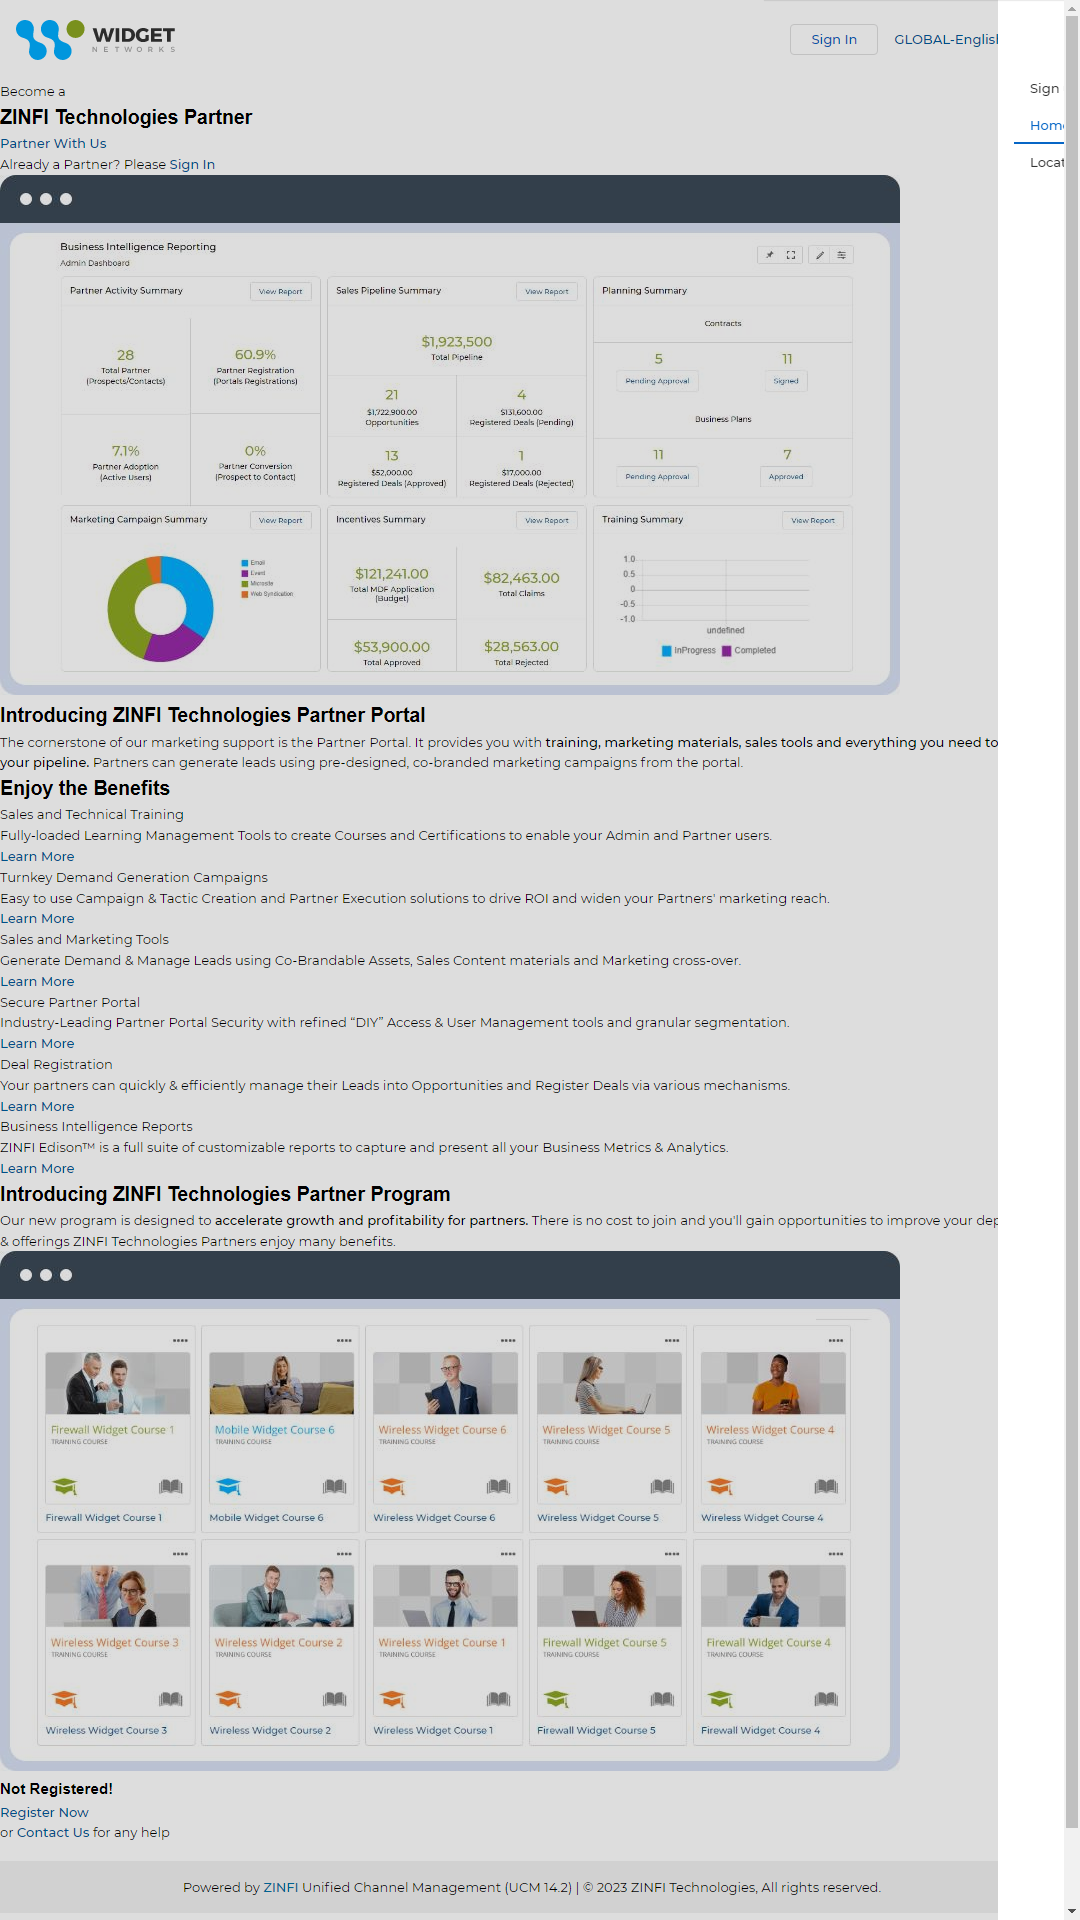 WIDGET
NETWORKS
Sign In
GLOBAL-English
Sign
Home
Locat
Become a
ZINFI Technologies Partner
Partner With Us
Already a Partner? Please Sign In
Business Intelligence Reporting
Admin Dashboard
Partner Activity Summary
View Report
28
Total Partner
(Prospects/Contacts)
60.9%
Partner Registration
(Portals Registrations)
7.1%
Partner Adoption
(Active Users)
0%
Partner Conversion
(Prospect to Contact)
Sales Pipeline Summary
View Report
$1,923,500
Total Pipeline
21
$1,722,900.00
Opportunities
4
$131,600.00
Registered Deals (Pending)
13
$52,000.00
Registered Deals (Approved)
1
$17,000.00
Registered Deals (Rejected)
Planning Summary
Contracts
5
Pending Approval
11
Signed
Business Plans
11
Pending Approval
7
Approved
Marketing Campaign Summary
View Report
Email
Event
Microsite
Web Syndication
Incentives Summary
View Report
$121,241.00
Total MDF Application
(Budget)
$82,463.00
Total Claims
$53,900.00
Total Approved
$28,563.00
Total Rejected
Training Summary
View Report
1.0
0.5
0
-0.5
-1.0
undefined
InProgress
Completed
Introducing ZINFI Technologies Partner Portal
The cornerstone of our marketing support is the Partner Portal. It provides you with training, marketing materials, sales tools and everything you need to
your pipeline. Partners can generate leads using pre-designed, co-branded marketing campaigns from the portal.
Enjoy the Benefits
Sales and Technical Training
Fully-loaded Learning Management Tools to create Courses and Certifications to enable your Admin and Partner users.
Learn More
Turnkey Demand Generation Campaigns
Easy to use Campaign & Tactic Creation and Partner Execution solutions to drive ROI and widen your Partners' marketing reach.
Learn More
Sales and Marketing Tools
Generate Demand & Manage Leads using Co-Brandable Assets, Sales Content materials and Marketing cross-over.
Learn More
Secure Partner Portal
Industry-Leading Partner Portal Security with refined “DIY” Access & User Management tools and granular segmentation.
Learn More
Deal Registration
Your partners can quickly & efficiently manage their Leads into Opportunities and Register Deals via various mechanisms.
Learn More
Business Intelligence Reports
ZINFI Edison™ is a full suite of customizable reports to capture and present all your Business Metrics & Analytics.
Learn More
Introducing ZINFI Technologies Partner Program
Our new program is designed to accelerate growth and profitability for partners. There is no cost to join and you'll gain opportunities to improve your dep
& offerings ZINFI Technologies Partners enjoy many benefits.
Firewall Widget Course 1
TRAINING COURSE
Firewall Widget Course 1
Mobile Widget Course 6
TRAINING COURSE
Mobile Widget Course 6
Wireless Widget Course 6
TRAINING COURSE
Wireless Widget Course 6
Wireless Widget Course 5
TRAINING COURSE
Wireless Widget Course 5
Wireless Widget Course 4
TRAINING COURSE
Wireless Widget Course 4
Wireless Widget Course 3
TRAINING COURSE
Wireless Widget Course 3
Wireless Widget Course 2
TRAINING COURSE
Wireless Widget Course 2
Wireless Widget Course 1
TRAINING COURSE
Wireless Widget Course 1
Firewall Widget Course 5
TRAINING COURSE
Firewall Widget Course 5
Firewall Widget Course 4
TRAINING COURSE
Firewall Widget Course 4
Not Registered!
Register Now
or Contact Us for any help
Powered by ZINFI Unified Channel Management (UCM 14.2) | © 2023 ZINFI Technologies, All rights reserved.